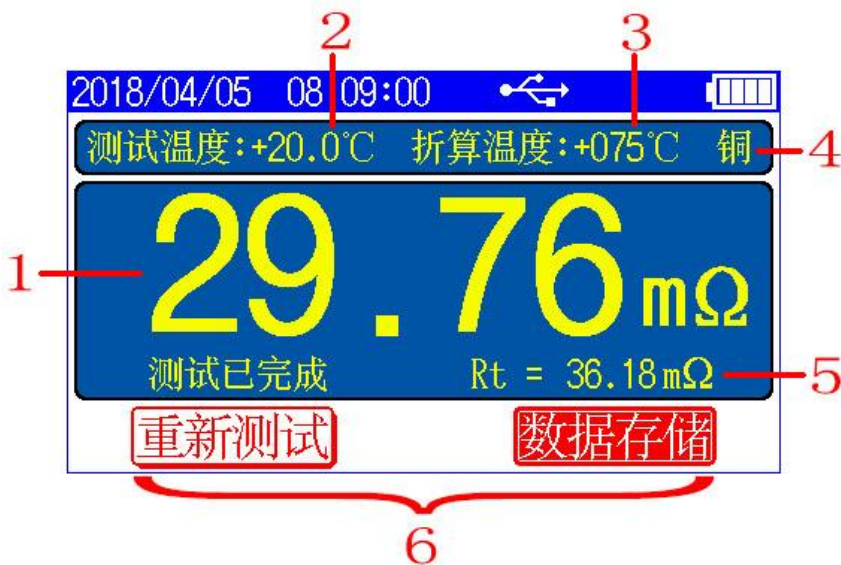 2 3
2018/04/05 08 09:00
测试温度:+20.0℃ 折算温度:+075℃ 铜 4
1 29.76mΩ
测试已完成 Rt = 36.18mΩ 5
重新测试 数据存储
6